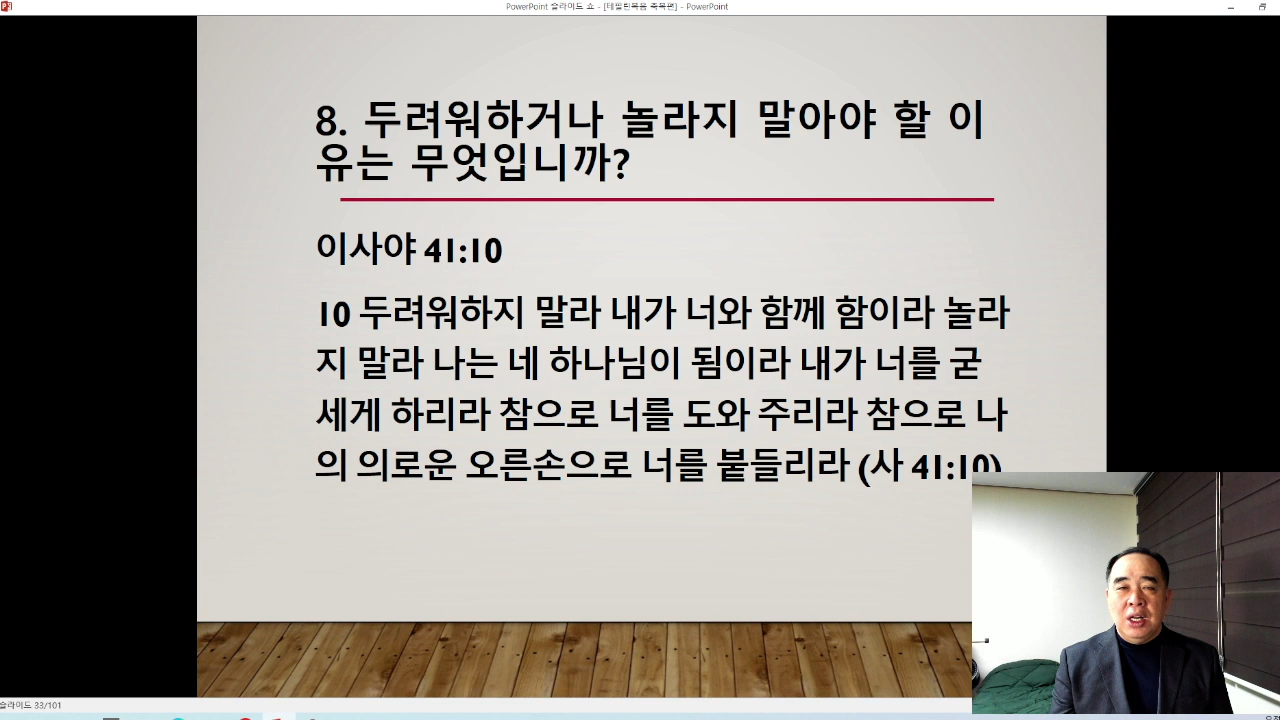 PowerPoint 슬라이드 쇼 - [테필린복음 축복편] - PowerPoint
8. 두려워하거나 놀라지 말아야 할 이
유는 무엇입니까?
이사야 41:10
10 두려워하지 말라 내가 너와 함께 함이라 놀라
지 말라 나는 네 하나님이 됨이라 내가 너를 굳
세게 하리라 참으로 너를 도와 주리라 참으로 나
의 의로운 오른손으로 너를 붙들리라 (사 41:10)
슬라이드 33/101